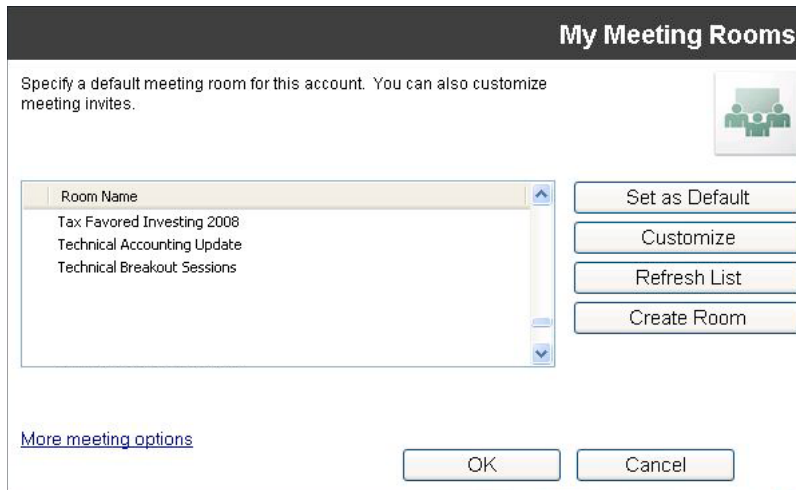 My Meeting Rooms
Specify a default meeting room for this account. You can also customize
meeting invites.
Room Name
Tax Favored Investing 2008
Technical Accounting Update
Technical Breakout Sessions
Set as Default
Customize
Refresh List
Create Room
More meeting options
OK
Cancel